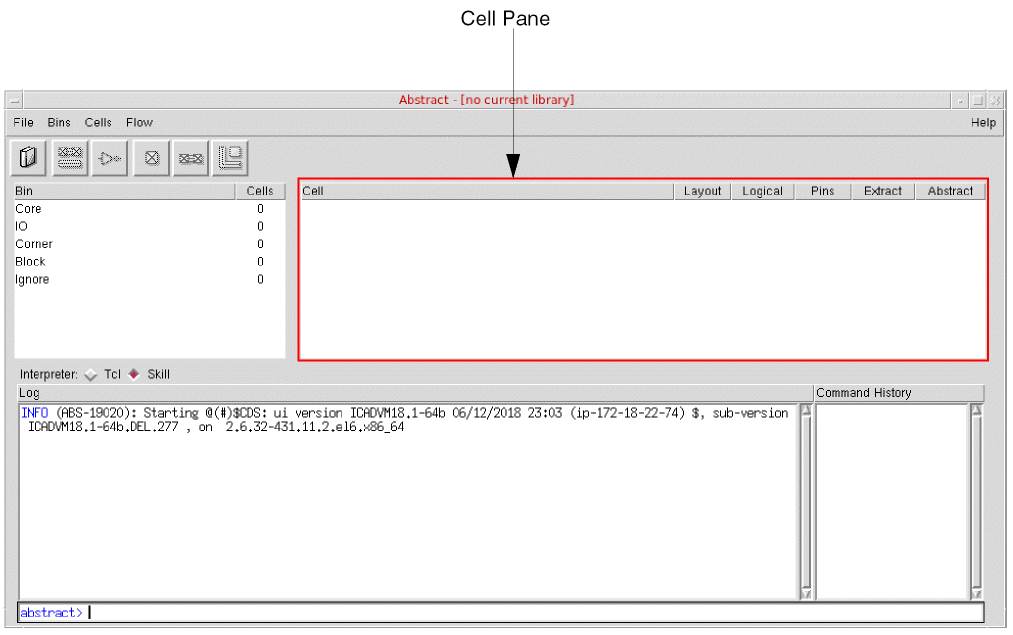 Cell Pane
Abstract - [no current library]
File Bins Cells Flow Help
Bin Cells Cell Layout Logical Pins Extract Abstract
Core 0
IO 0
Corner 0
Block 0
Ignore 0
Interpreter: Tcl Skill
Log Command History
INFO (ABS-19020): Starting @(#)$CDS: ui version ICADVM18.1-64b 06/12/2018 23:03 (ip-172-18-22-74) $, sub-version
ICADVM18.1-64b.DEL.277 , on 2.6.32-431.11.2.el6.x86_64
abstract>